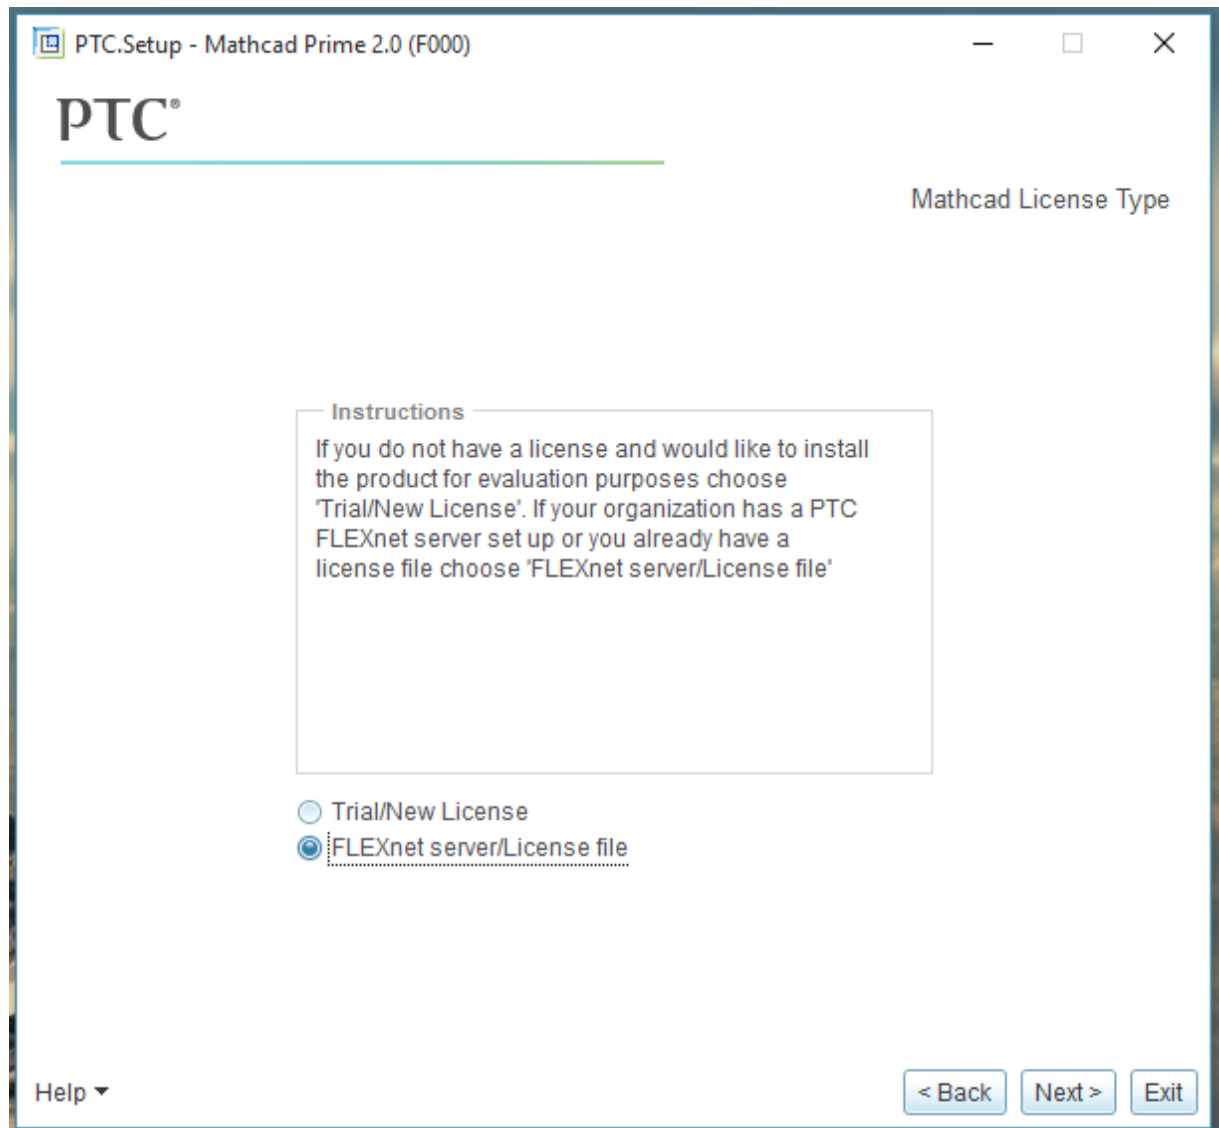 PTC.Setup - Mathcad Prime 2.0 (F000)
PTC®
Mathcad License Type
Instructions
If you do not have a license and would like to install
the product for evaluation purposes choose
'Trial/New License'. If your organization has a PTC
FLEXnet server set up or you already have a
license file choose 'FLEXnet server/License file'
Trial/New License
FLEXnet server/License file
Help
< Back
Next >
Exit